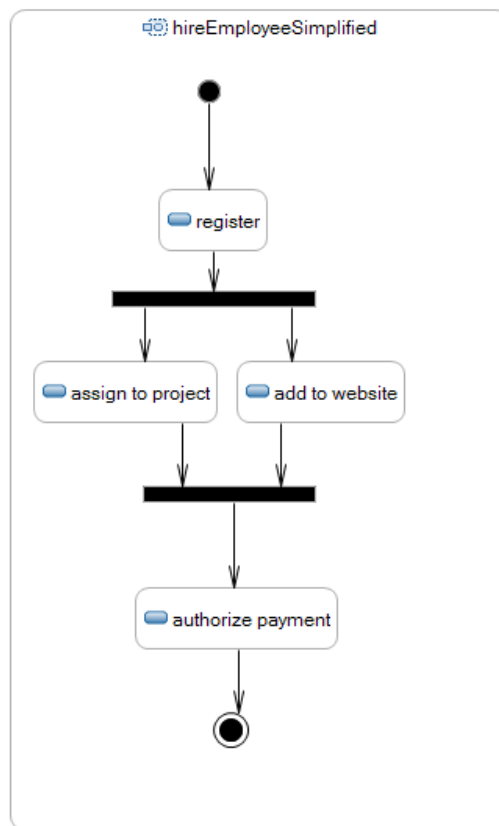 hireEmployeeSimplified
register
assign to project
add to website
authorize payment